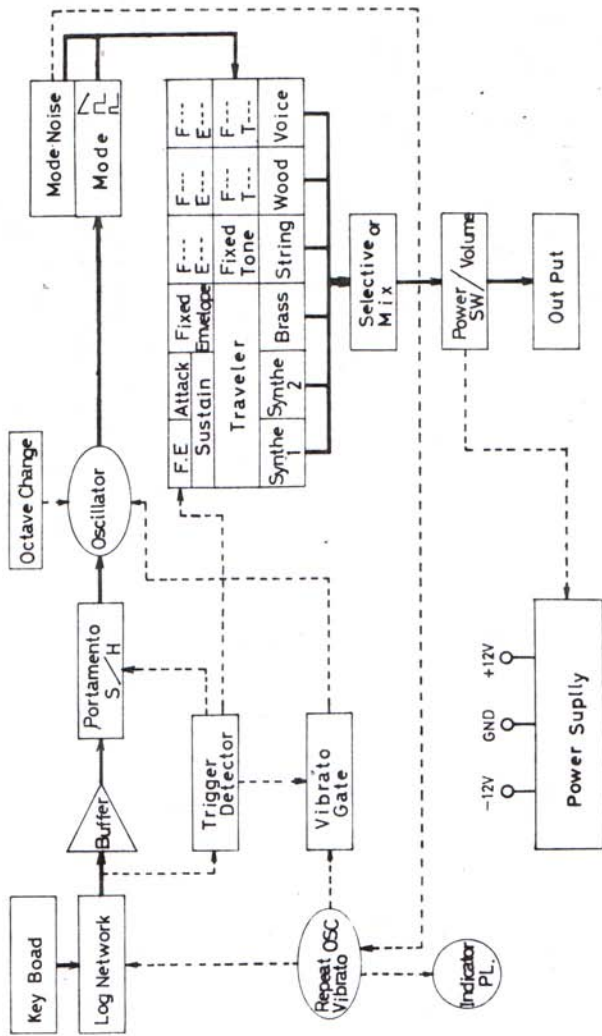 Key Boad
Log Network
Buffer
Portamento
S/H
Octave Change
Oscillator
Mode·Noise
Mode
Trigger
Detector
Vibrato
Gate
Repeat OSC
Vibrato
Indicator
PL.
F.E
Attack
Sustain
Fixed
Envelope
F---
E---
F---
E---
F---
E---
Traveler
Fixed
Tone
F---
T---
F---
T---
Synthe
1
Synthe
2
Brass
String
Wood
Voice
Selective or
Mix
Power/
SW/Volume
Out Put
-12V
GND
+12V
Power Suplly